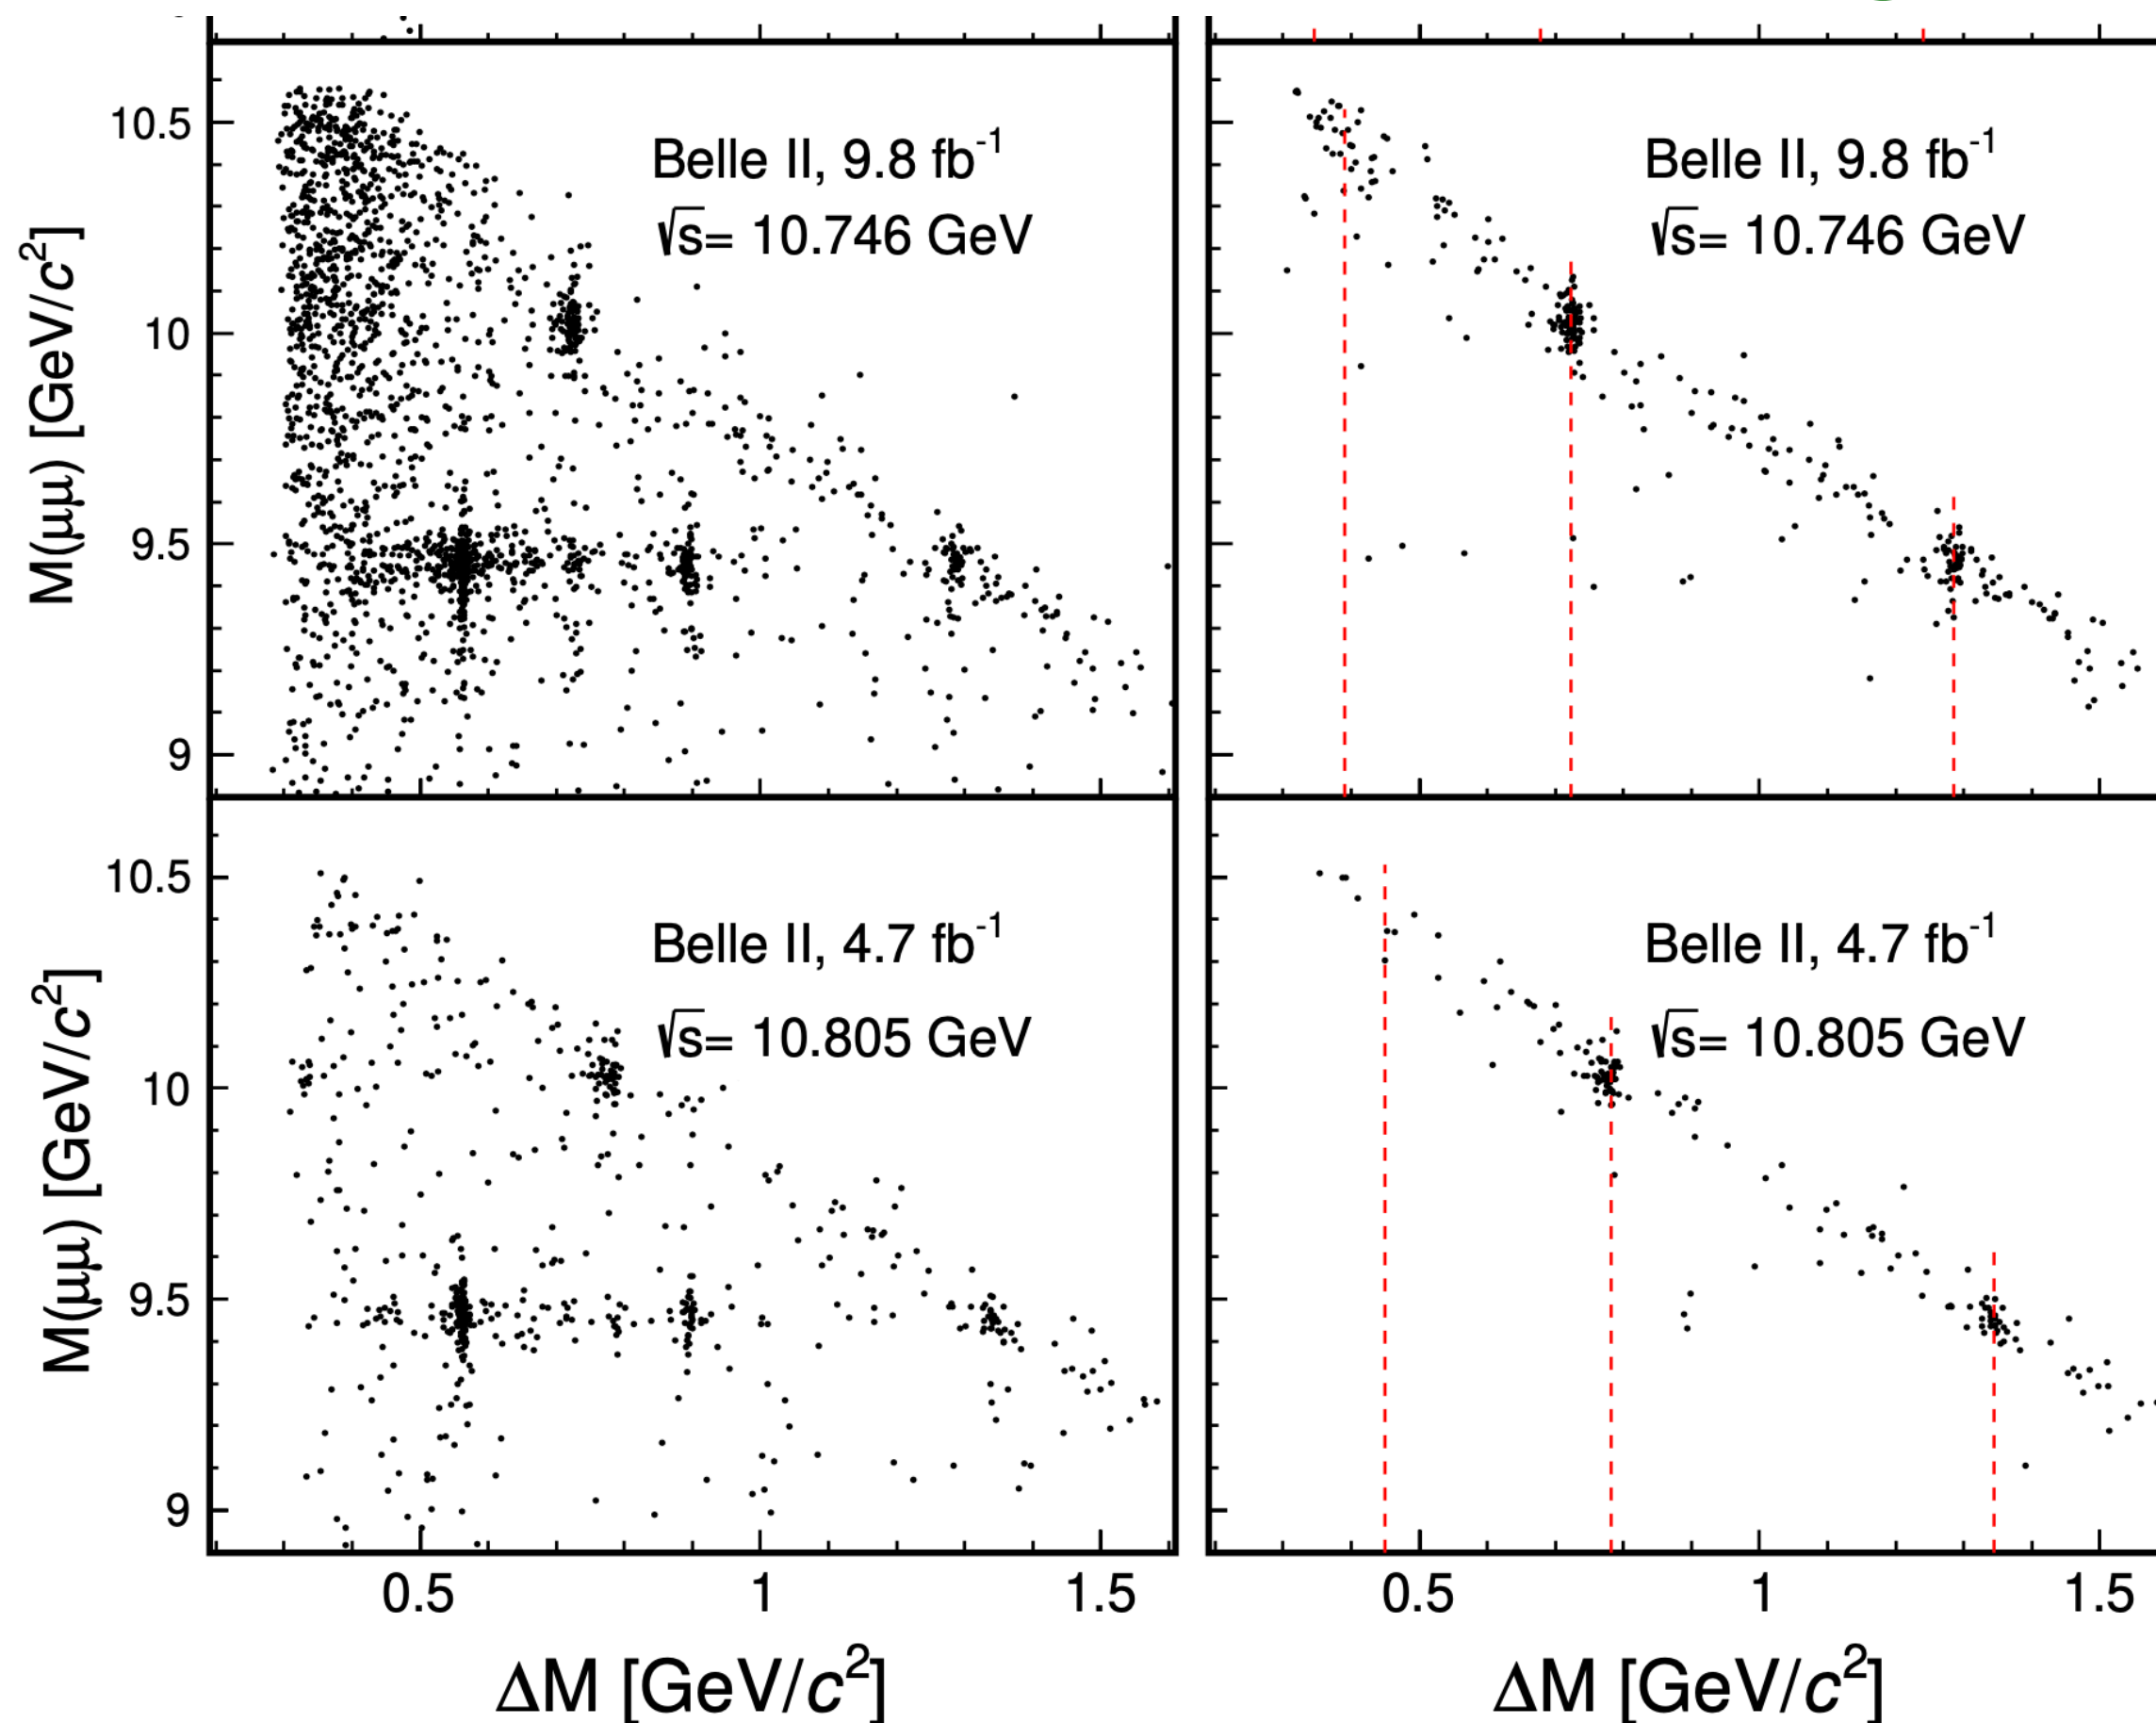 10.5
10
9.5
9
M(μμ) [GeV/c²]
Belle II, 9.8 fb⁻¹
√s= 10.746 GeV
Belle II, 9.8 fb⁻¹
√s= 10.746 GeV
10.5
10
9.5
9
M(μμ) [GeV/c²]
Belle II, 4.7 fb⁻¹
√s= 10.805 GeV
Belle II, 4.7 fb⁻¹
√s= 10.805 GeV
0.5 1 1.5
0.5 1 1.5
ΔM [GeV/c²]
ΔM [GeV/c²]